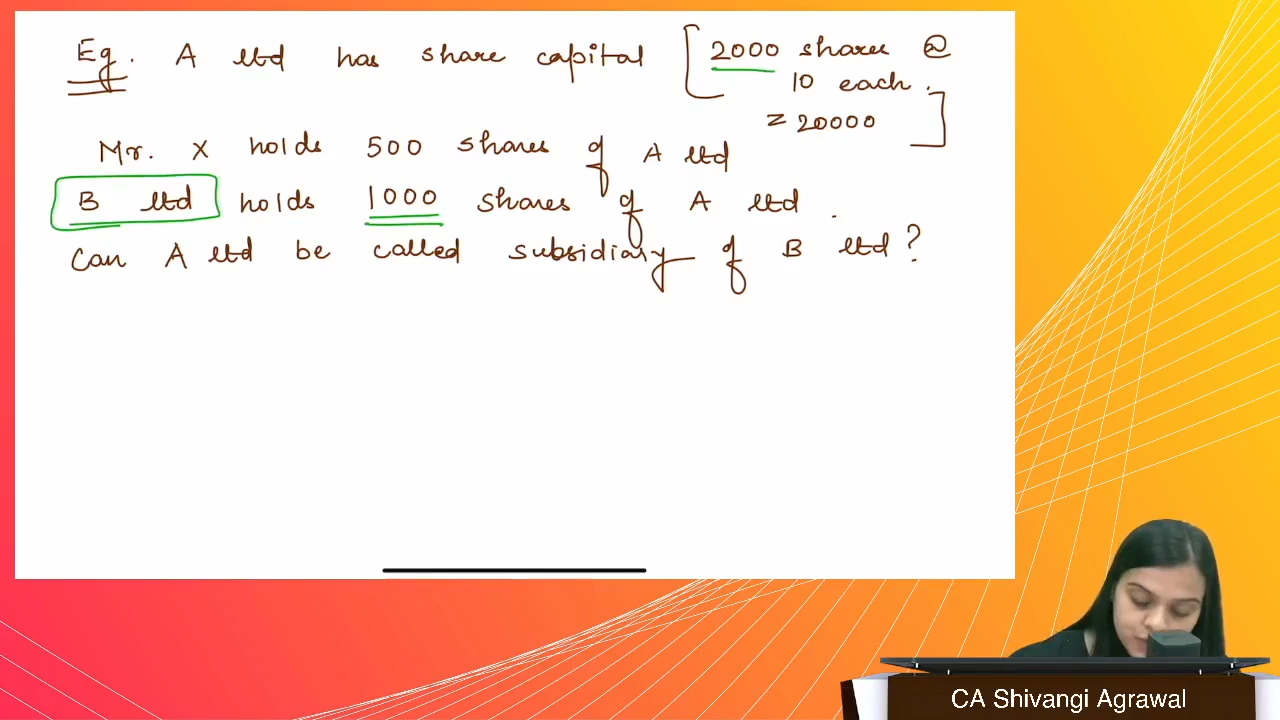 Eg. A ltd has share capital [2000 shares @
10 each.
= 20000]
Mr. X holds 500 shares of A ltd
B ltd holds 1000 shares of A ltd.
Can A ltd be called subsidiary of B ltd?
CA Shivangi Agrawal